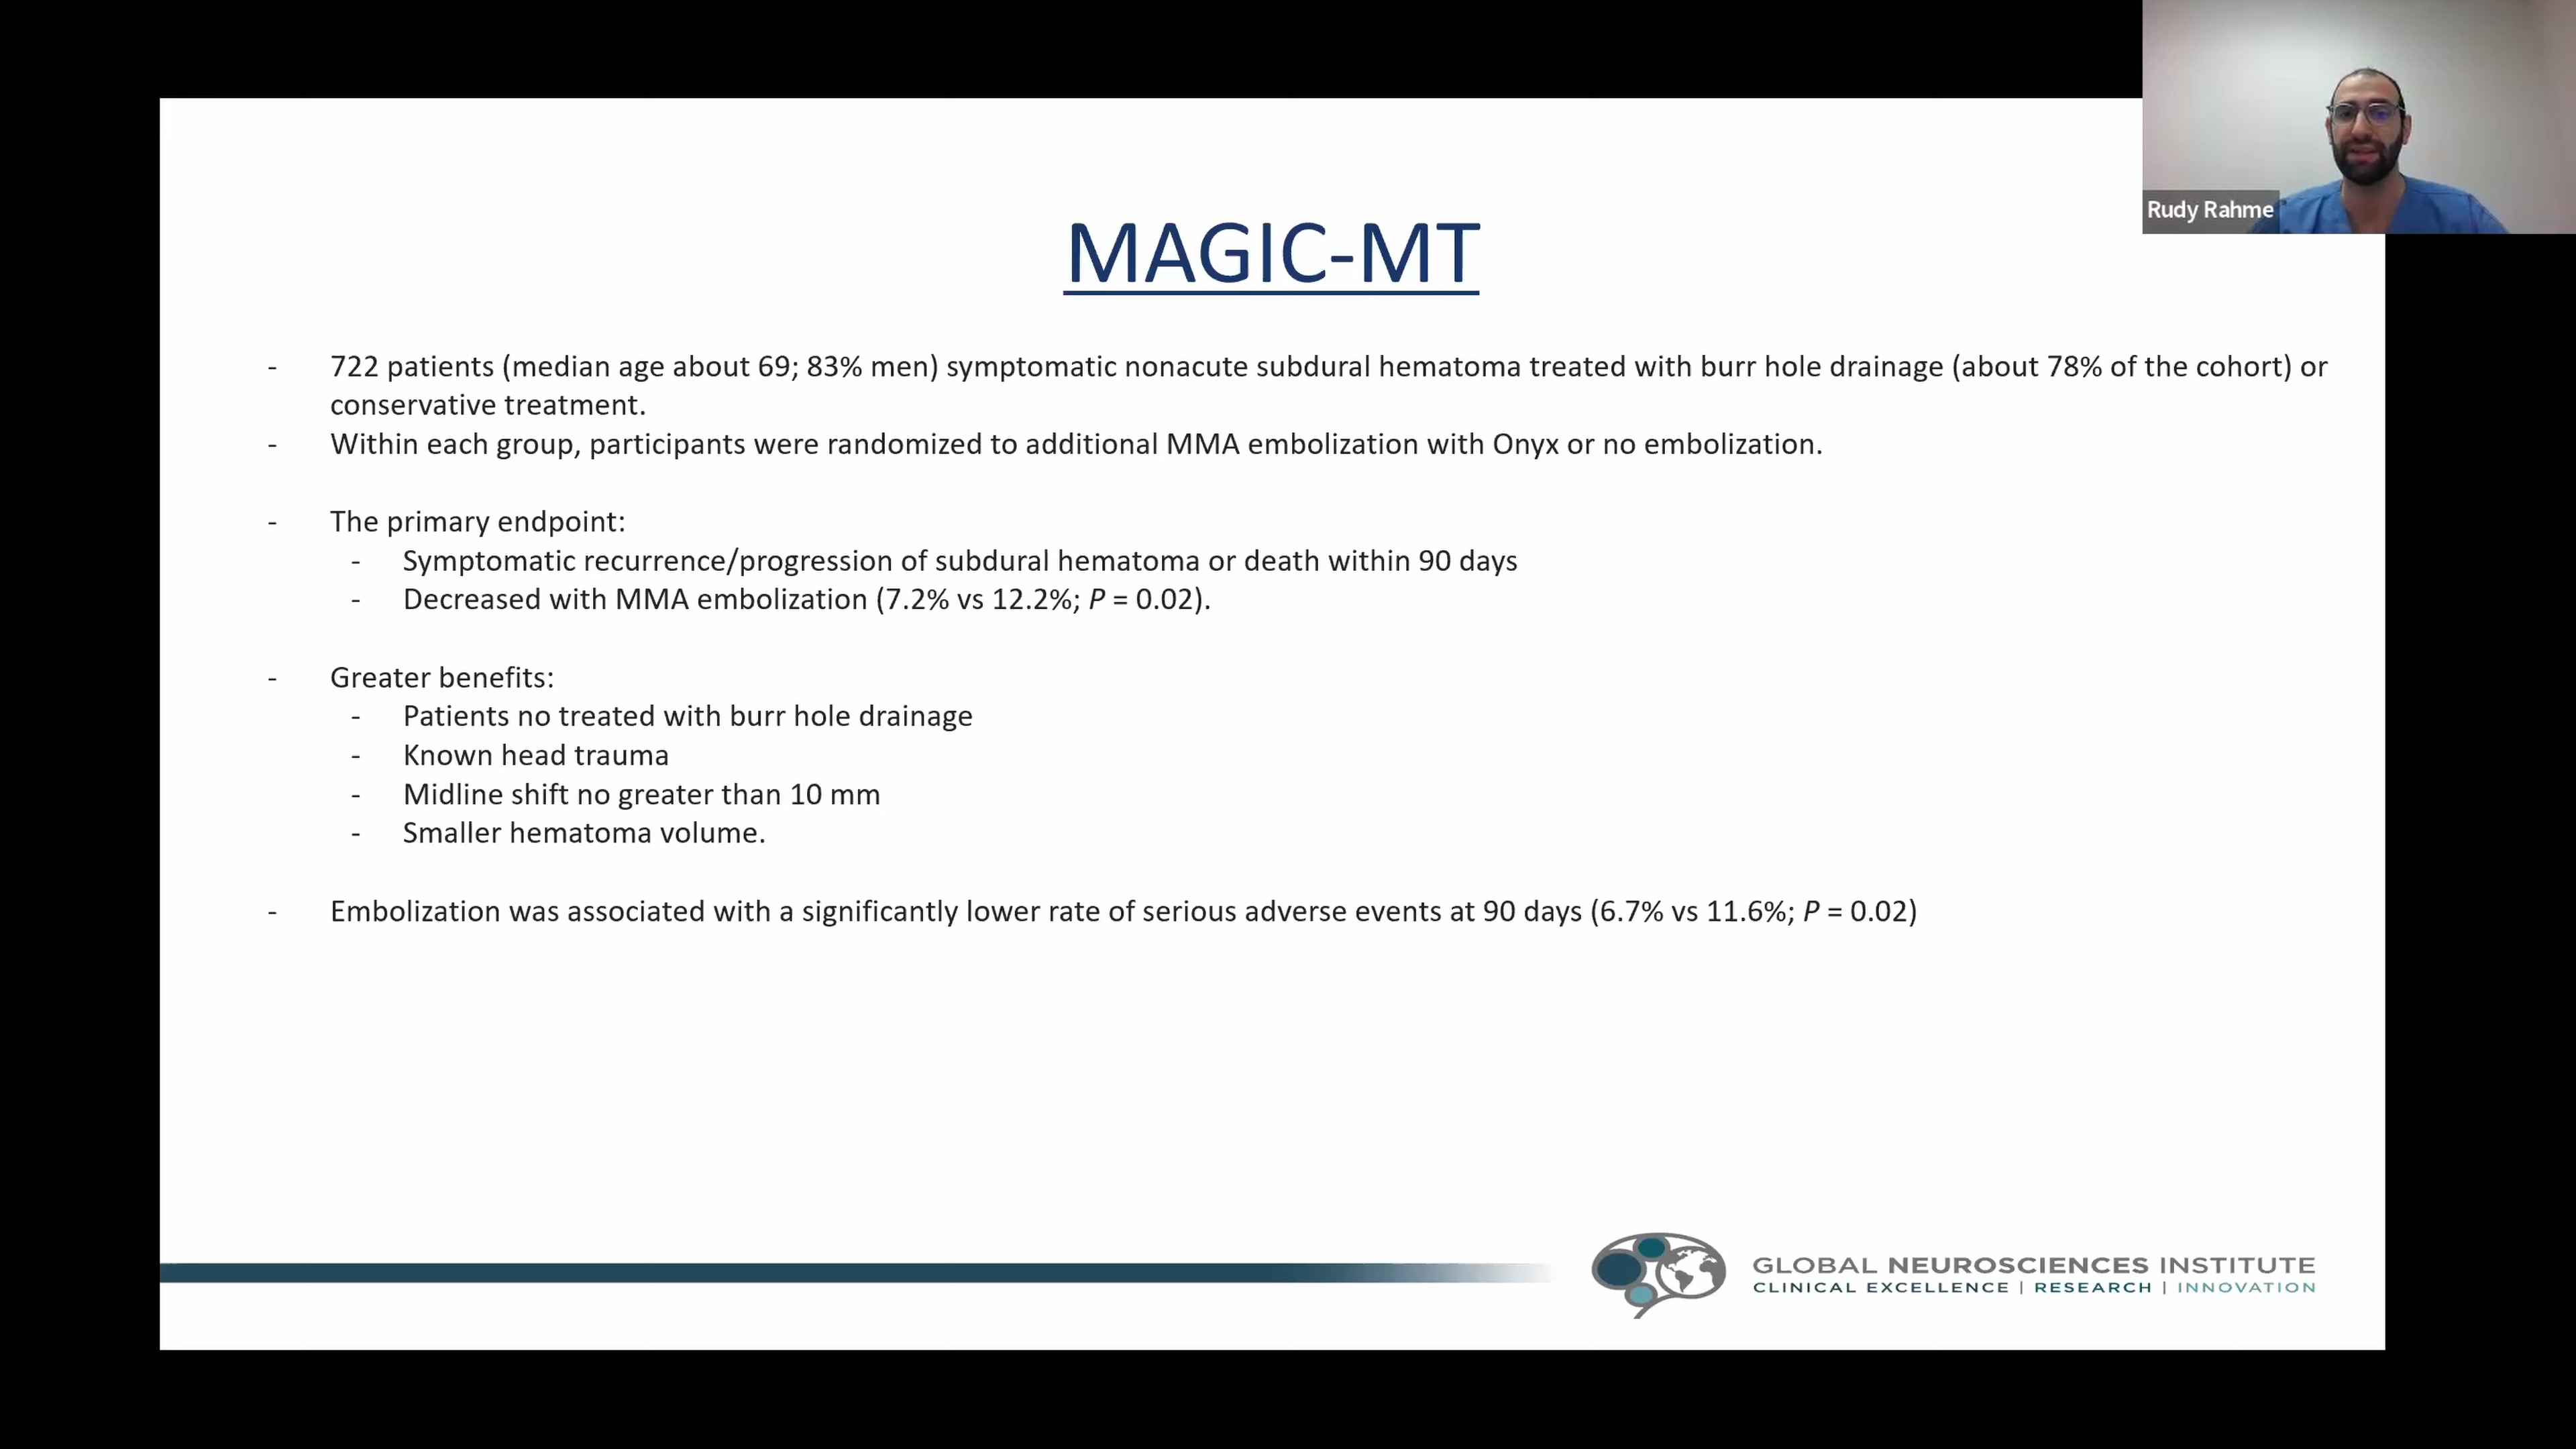 Rudy Rahme
MAGIC-MT
- 722 patients (median age about 69; 83% men) symptomatic nonacute subdural hematoma treated with burr hole drainage (about 78% of the cohort) or
conservative treatment.
- Within each group, participants were randomized to additional MMA embolization with Onyx or no embolization.
- The primary endpoint:
- Symptomatic recurrence/progression of subdural hematoma or death within 90 days
- Decreased with MMA embolization (7.2% vs 12.2%; P = 0.02).
- Greater benefits:
- Patients no treated with burr hole drainage
- Known head trauma
- Midline shift no greater than 10 mm
- Smaller hematoma volume.
- Embolization was associated with a significantly lower rate of serious adverse events at 90 days (6.7% vs 11.6%; P = 0.02)
GLOBAL NEUROSCIENCES INSTITUTE
CLINICAL EXCELLENCE | RESEARCH | INNOVATION